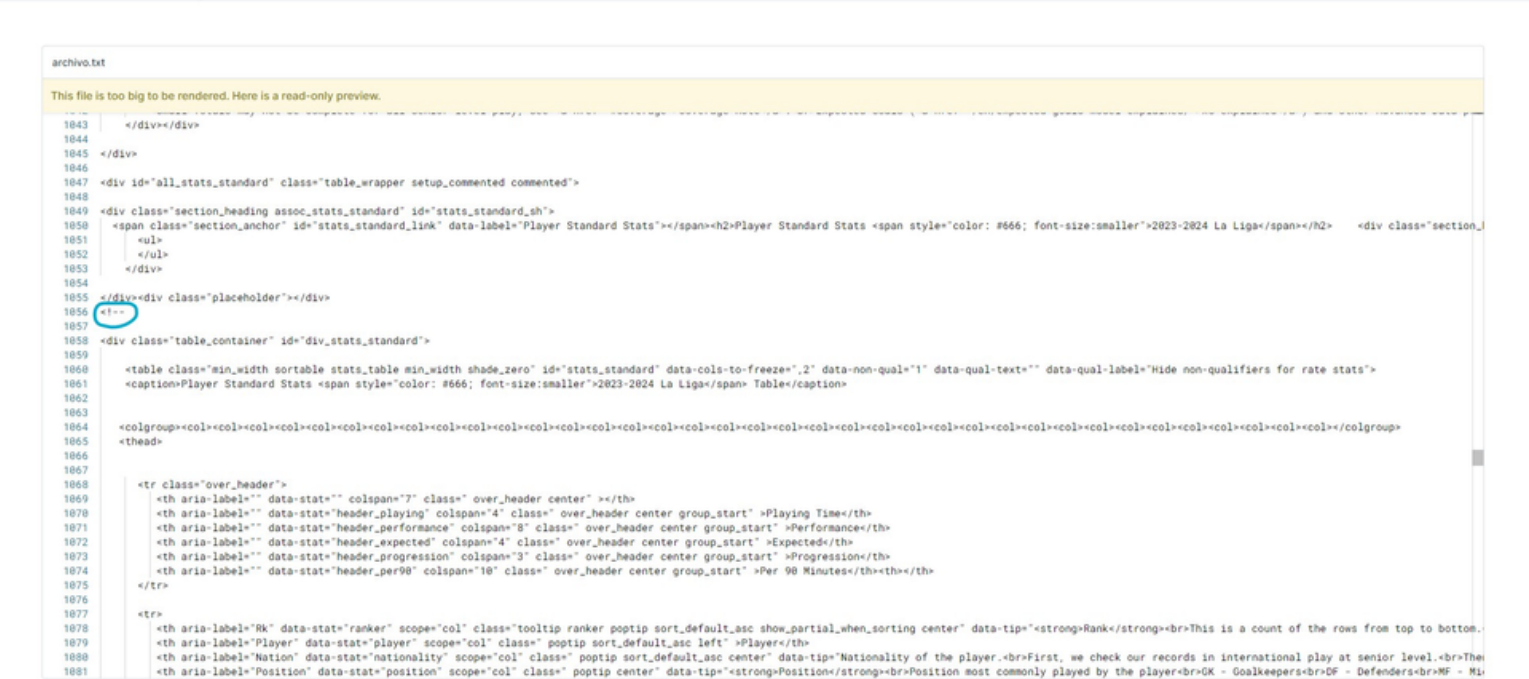 archivo.txt
This file is too big to be rendered. Here is a read-only preview.
1043 </div></div>
1044
1045 </div>
1046
1047 <div id="all_stats_standard" class="table_wrapper setup_commented commented">
1048
1049 <div class="section_heading assoc_stats_standard" id="stats_standard_sh">
1050 <span class="section_anchor" id="stats_standard_link" data-label="Player Standard Stats"></span><h2>Player Standard Stats <span style="color: #666; font-size:smaller">2023-2024 La Liga</span></h2> <div class="section_
1051 <ul>
1052 </ul>
1053 </div>
1054
1055 </div><div class="placeholder"></div>
1056 <!--
1057
1058 <div class="table_container" id="div_stats_standard">
1059
1060 <table class="min_width sortable stats_table min_width shade_zero" id="stats_standard" data-cols-to-freeze=",2" data-non-qual="1" data-qual-text="" data-qual-label="Hide non-qualifiers for rate stats">
1061 <caption>Player Standard Stats <span style="color: #666; font-size:smaller">2023-2024 La Liga</span> Table</caption>
1062
1063
1064 <colgroup><col><col><col><col><col><col><col><col><col><col><col><col><col><col><col><col><col><col><col><col><col><col><col><col><col><col><col><col><col><col><col><col><col><col><col><col><col></colgroup>
1065 <thead>
1066
1067
1068 <tr class="over_header">
1069 <th aria-label="" data-stat="" colspan="7" class=" over_header center" ></th>
1070 <th aria-label="" data-stat="header_playing" colspan="4" class=" over_header center group_start" >Playing Time</th>
1071 <th aria-label="" data-stat="header_performance" colspan="8" class=" over_header center group_start" >Performance</th>
1072 <th aria-label="" data-stat="header_expected" colspan="4" class=" over_header center group_start" >Expected</th>
1073 <th aria-label="" data-stat="header_progression" colspan="3" class=" over_header center group_start" >Progression</th>
1074 <th aria-label="" data-stat="header_per90" colspan="10" class=" over_header center group_start" >Per 90 Minutes</th><th></th>
1075 </tr>
1076
1077 <tr>
1078 <th aria-label="Rk" data-stat="ranker" scope="col" class="tooltip ranker poptip sort_default_asc show_partial_when_sorting center" data-tip="<strong>Rank</strong><br>This is a count of the rows from top to bottom.
1079 <th aria-label="Player" data-stat="player" scope="col" class=" poptip sort_default_asc left" >Player</th>
1080 <th aria-label="Nation" data-stat="nationality" scope="col" class=" poptip sort_default_asc center" data-tip="Nationality of the player.<br>First, we check our records in international play at senior level.<br>The
1081 <th aria-label="Position" data-stat="position" scope="col" class=" poptip center" data-tip="<strong>Position</strong><br>Position most commonly played by the player<br>GK - Goalkeepers<br>DF - Defenders<br>MF - Mi